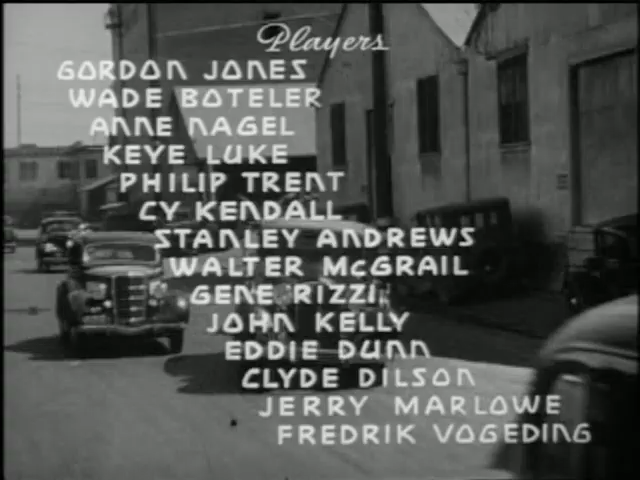 Players
GORDON JONES
WADE BOTELER
ANNE NAGEL
KEYE LUKE
PHILIP TRENT
CY KENDALL
STANLEY ANDREWS
WALTER McGRAIL
GENE RIZZI
JOHN KELLY
EDDIE DUNN
CLYDE DILSON
JERRY MARLOWE
FREDRIK VOGEDING